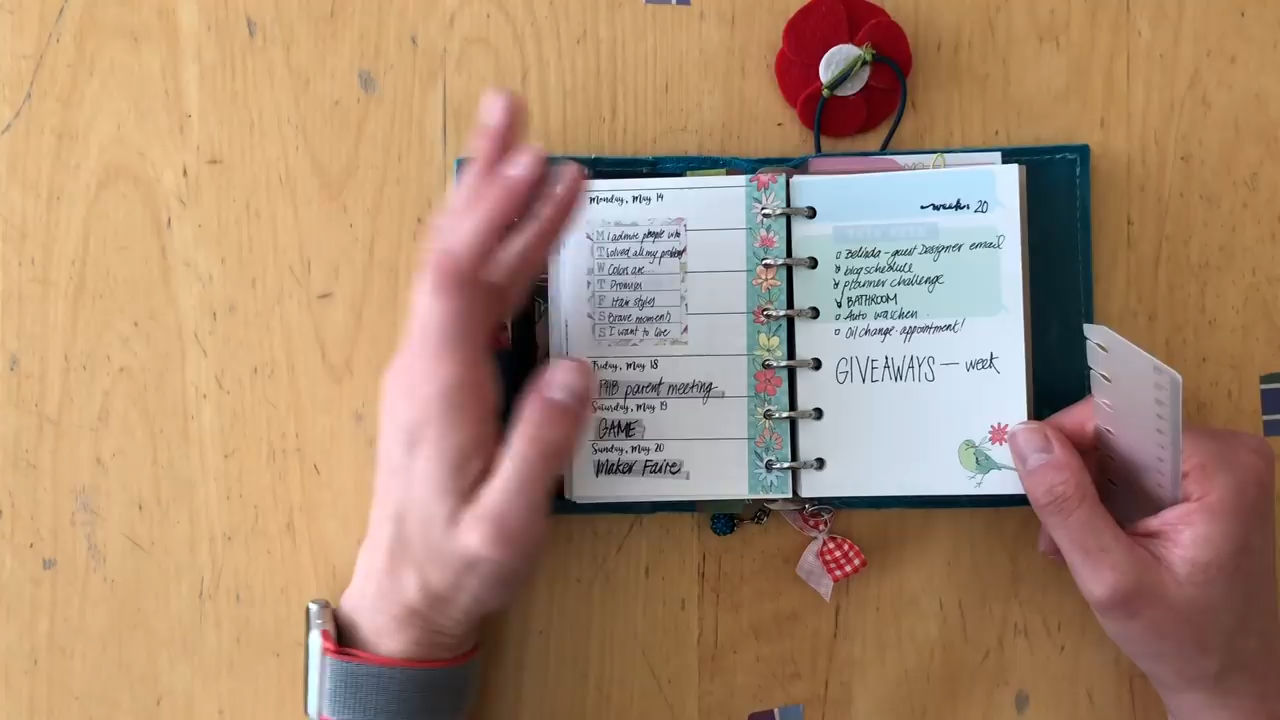 Monday, May 14
M I admire people who
T Solved all my problems
W Colors are...
T Promises
F Hair styles
S Brave moments
S I want to live
Friday, May 18
PHB parent meeting
Saturday, May 19
GAME
Sunday, May 20
Maker Faire
week 20
Belinda - guest Designer email
blog schedule
planner challenge
BATHROOM
Auto waschen
Oil change - appointment!
GIVEAWAYS — week